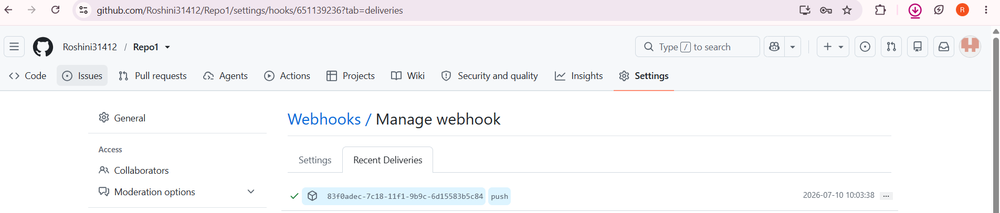 github.com/Roshini31412/Repo1/settings/hooks/651139236?tab=deliveries
R
Roshini31412 / Repo1
Type / to search
Code Issues Pull requests Agents Actions Projects Wiki Security and quality Insights Settings
General
Webhooks / Manage webhook
Access
Settings Recent Deliveries
Collaborators
Moderation options
83f0adec-7c18-11f1-9b9c-6d15583b5c84 push 2026-07-10 10:03:38 ...